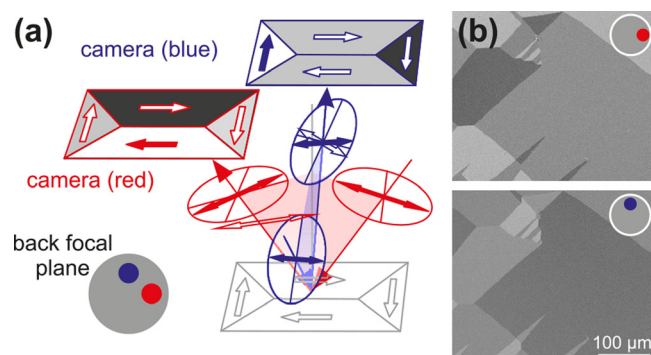 (a)
camera (blue)
camera (red)
back focal
plane
(b)
100 µm